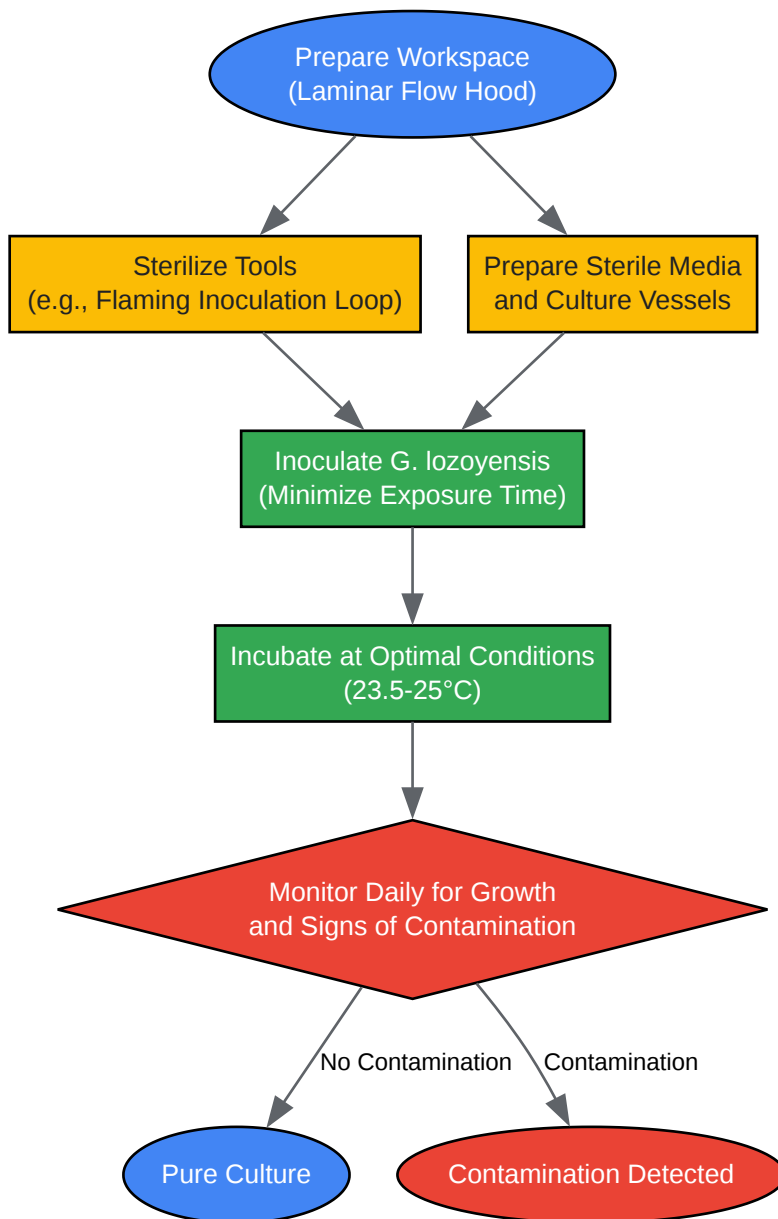 Prepare Workspace
(Laminar Flow Hood)
Sterilize Tools
(e.g., Flaming Inoculation Loop)
Prepare Sterile Media
and Culture Vessels
Inoculate G. lozoyensis
(Minimize Exposure Time)
Incubate at Optimal Conditions
(23.5-25°C)
Monitor Daily for Growth
and Signs of Contamination
No Contamination
Contamination
Pure Culture
Contamination Detected